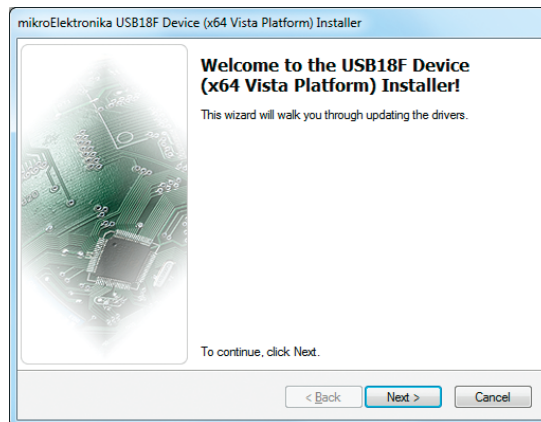 mikroElektronika USB18F Device (x64 Vista Platform) Installer
Welcome to the USB18F Device
(x64 Vista Platform) Installer!
This wizard will walk you through updating the drivers.
To continue, click Next.
< Back
Next >
Cancel